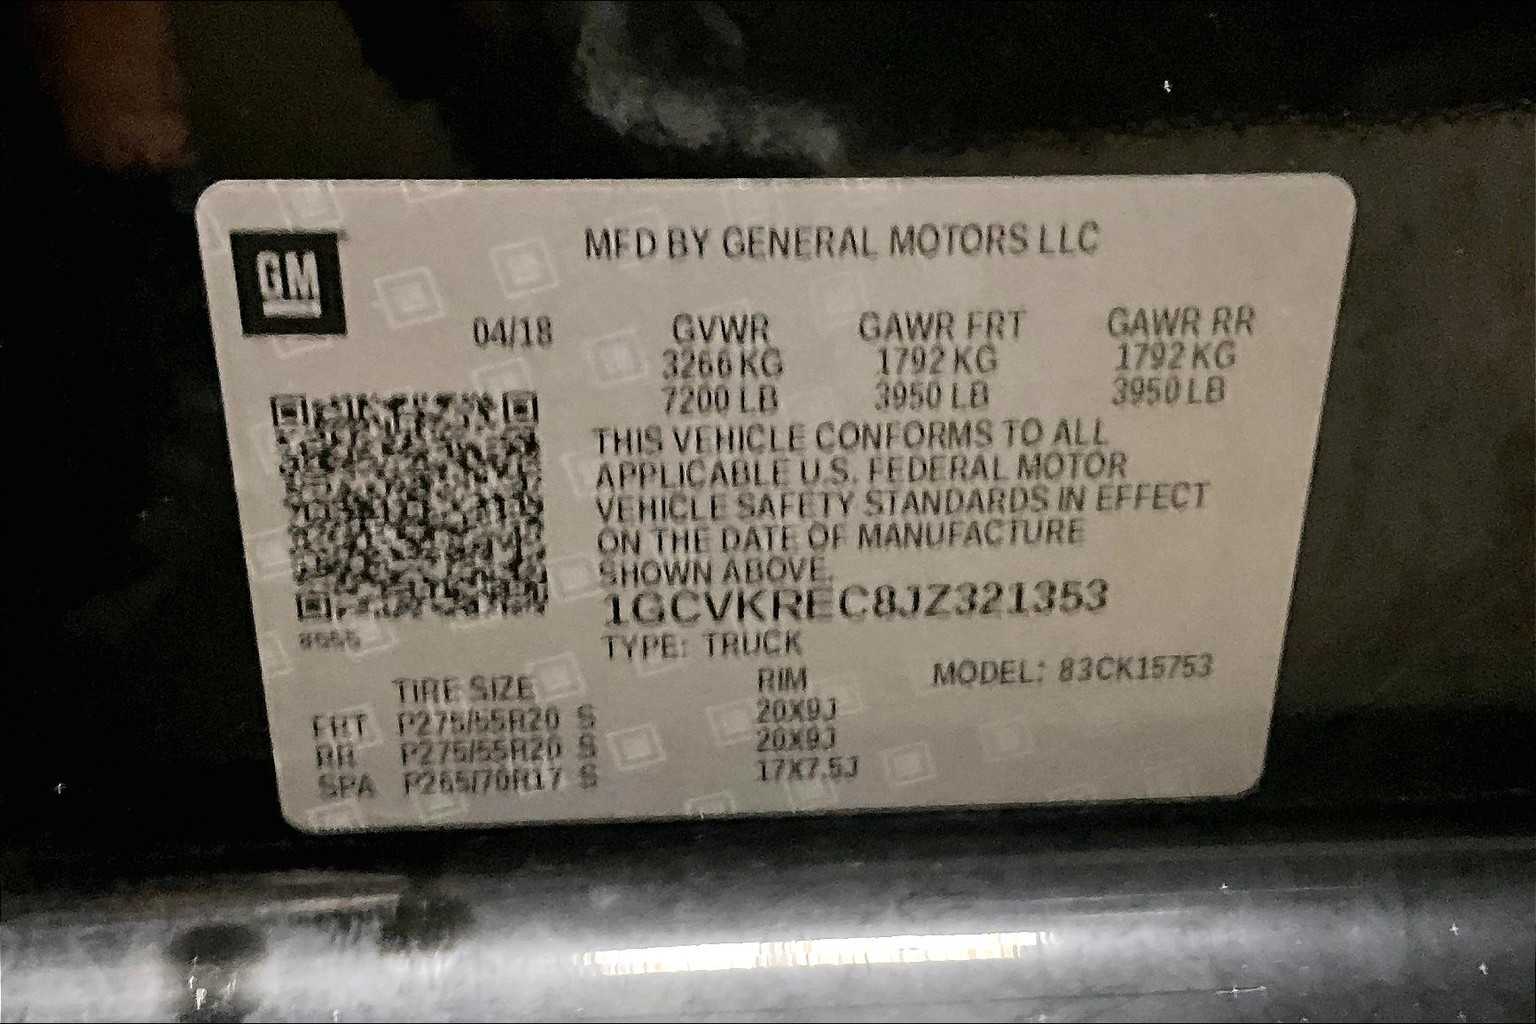 GM
MFD BY GENERAL MOTORS LLC
04/18 GVWR GAWR FRT GAWR RR
3266 KG 1792 KG 1792 KG
7200 LB 3950 LB 3950 LB
THIS VEHICLE CONFORMS TO ALL
APPLICABLE U.S. FEDERAL MOTOR
VEHICLE SAFETY STANDARDS IN EFFECT
ON THE DATE OF MANUFACTURE
SHOWN ABOVE.
1GCVKREC8JZ321353
TYPE: TRUCK
MODEL: 83CK15753
TIRE SIZE RIM
FRT P275/55R20 S 20X9J
RR P275/55R20 S 20X9J
SPA P265/70R17 S 17X7.5J